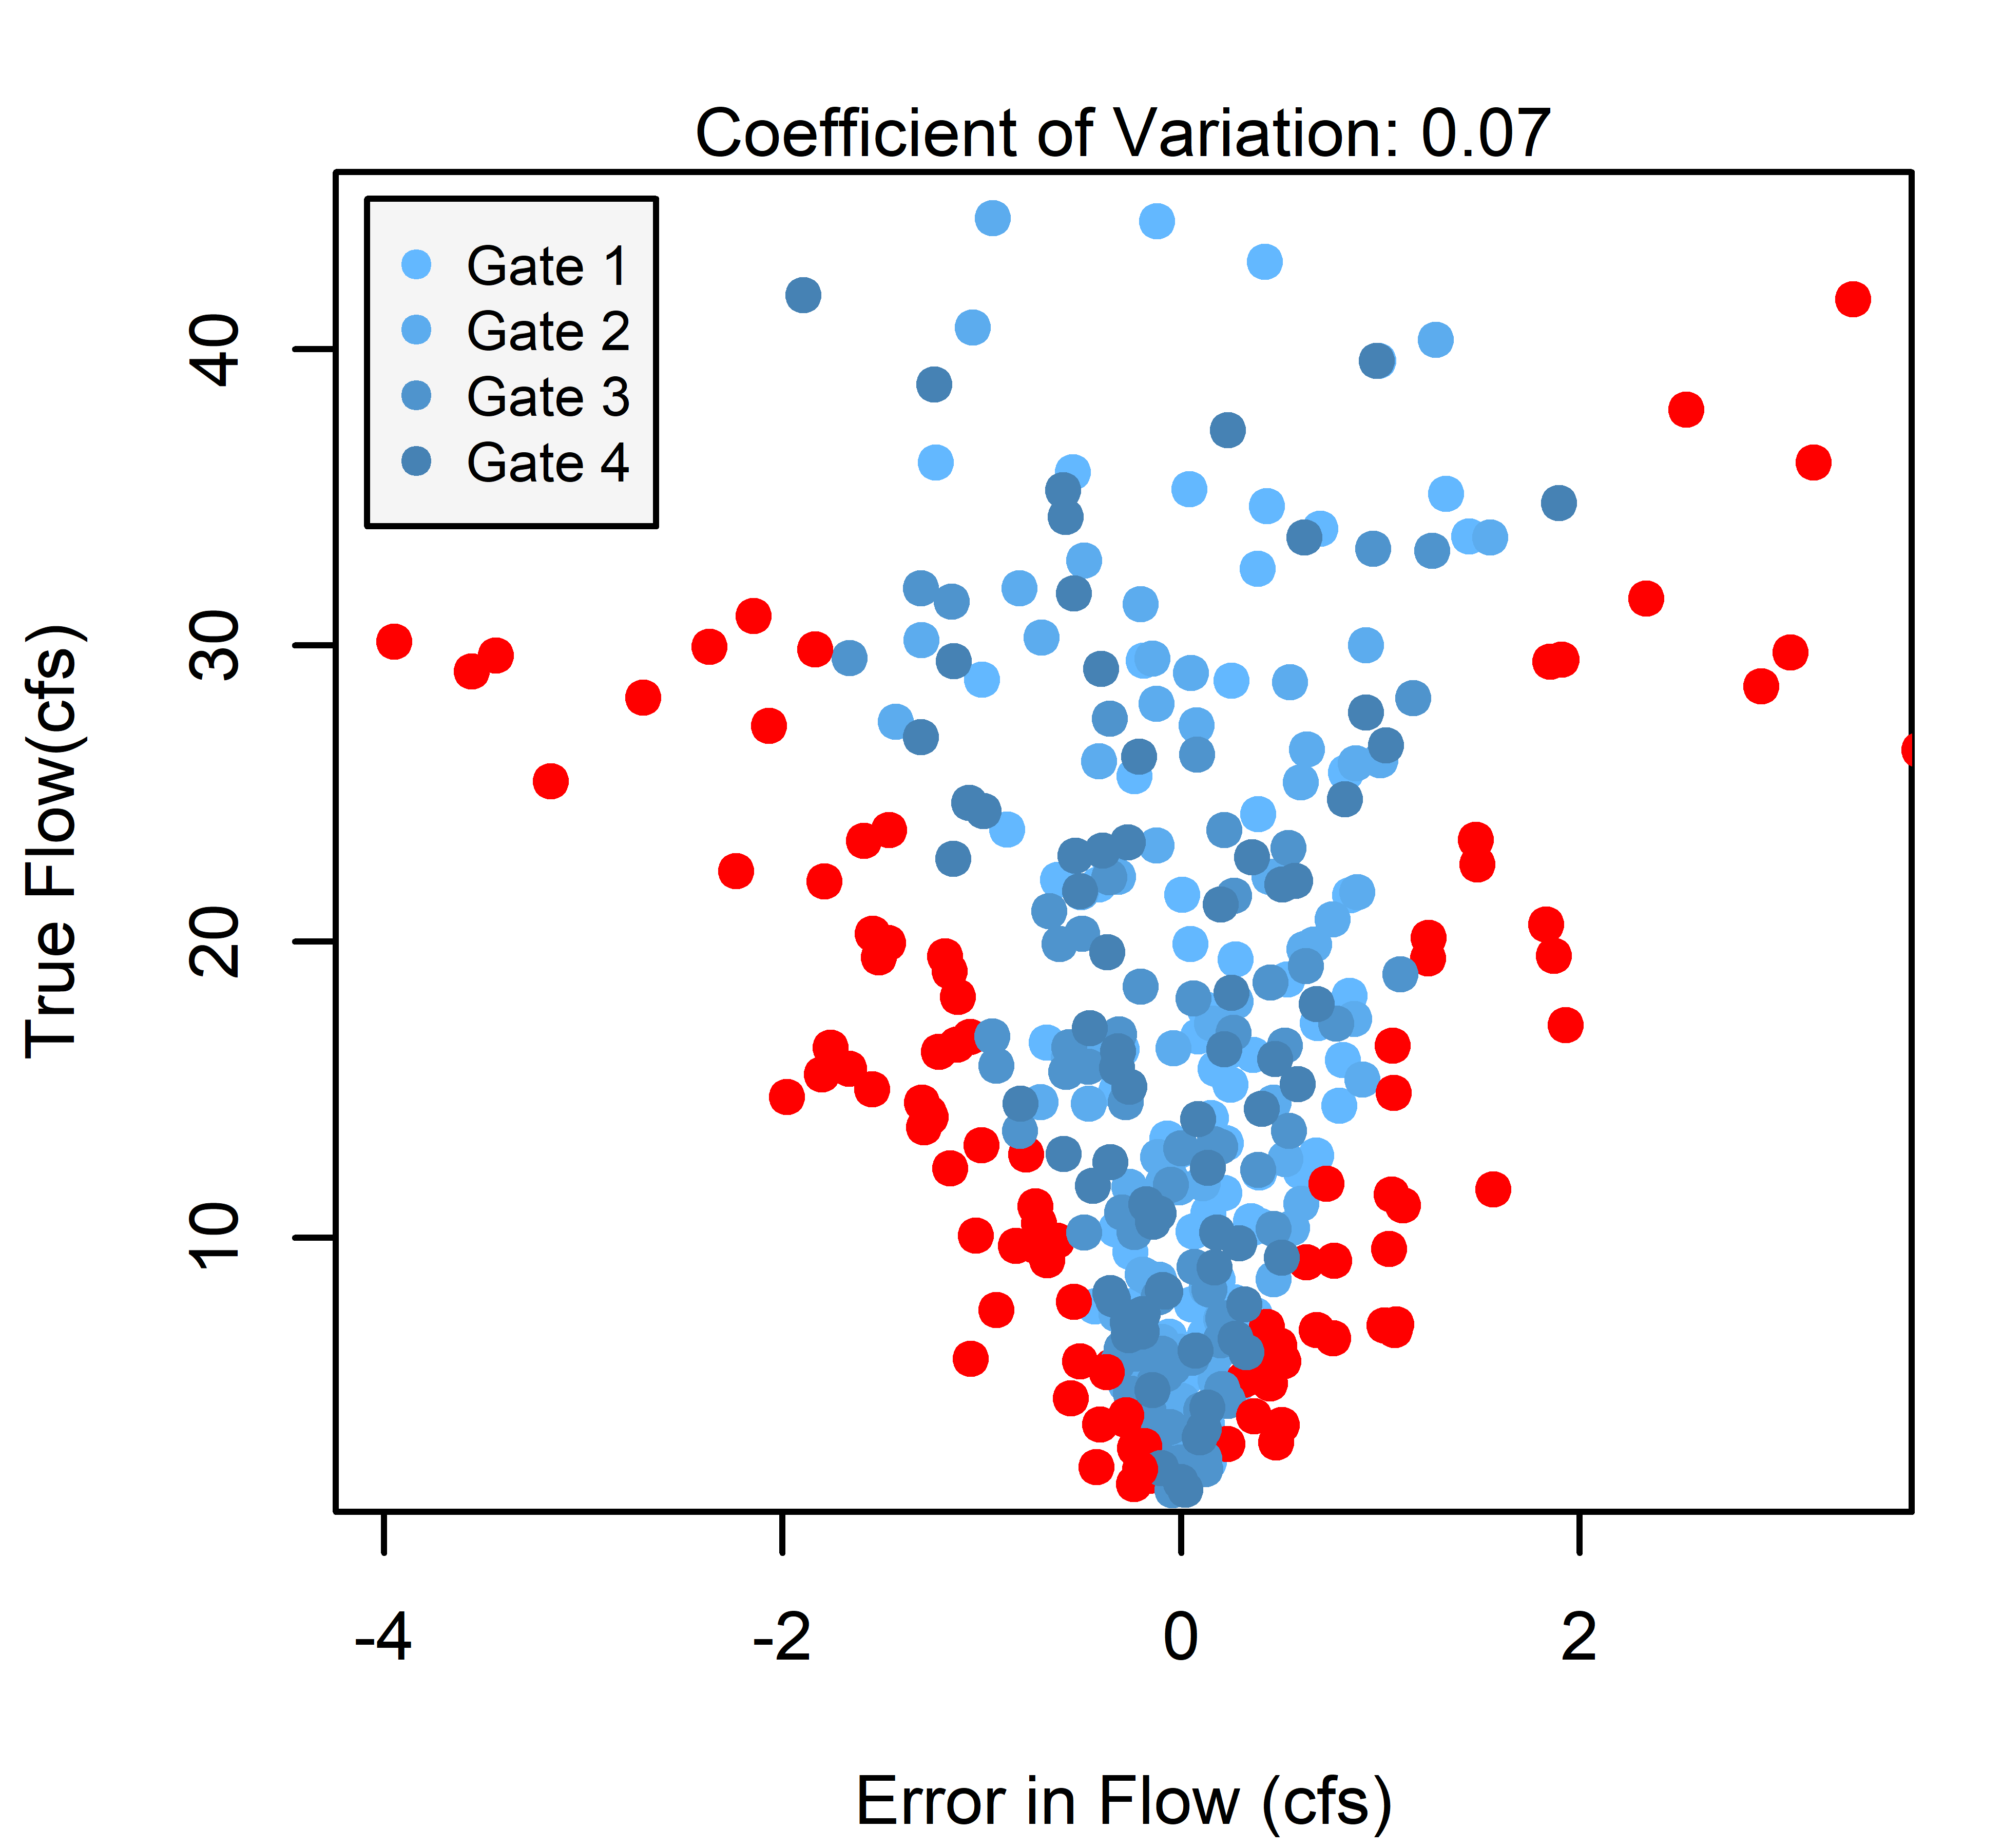 Coefficient of Variation: 0.07
Gate 1
Gate 2
Gate 3
Gate 4
True Flow(cfs)
40
30
20
10
-4
-2
0
2
Error in Flow (cfs)